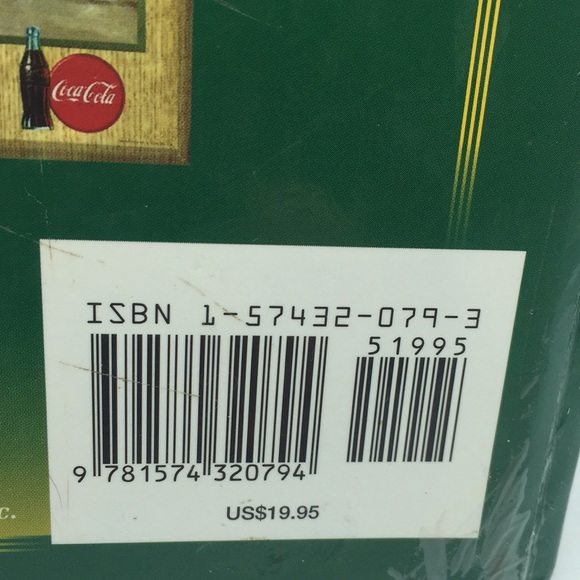 Coca-Cola
ISBN 1-57432-079-3
51995
9 781574 320794
US$19.95
c.